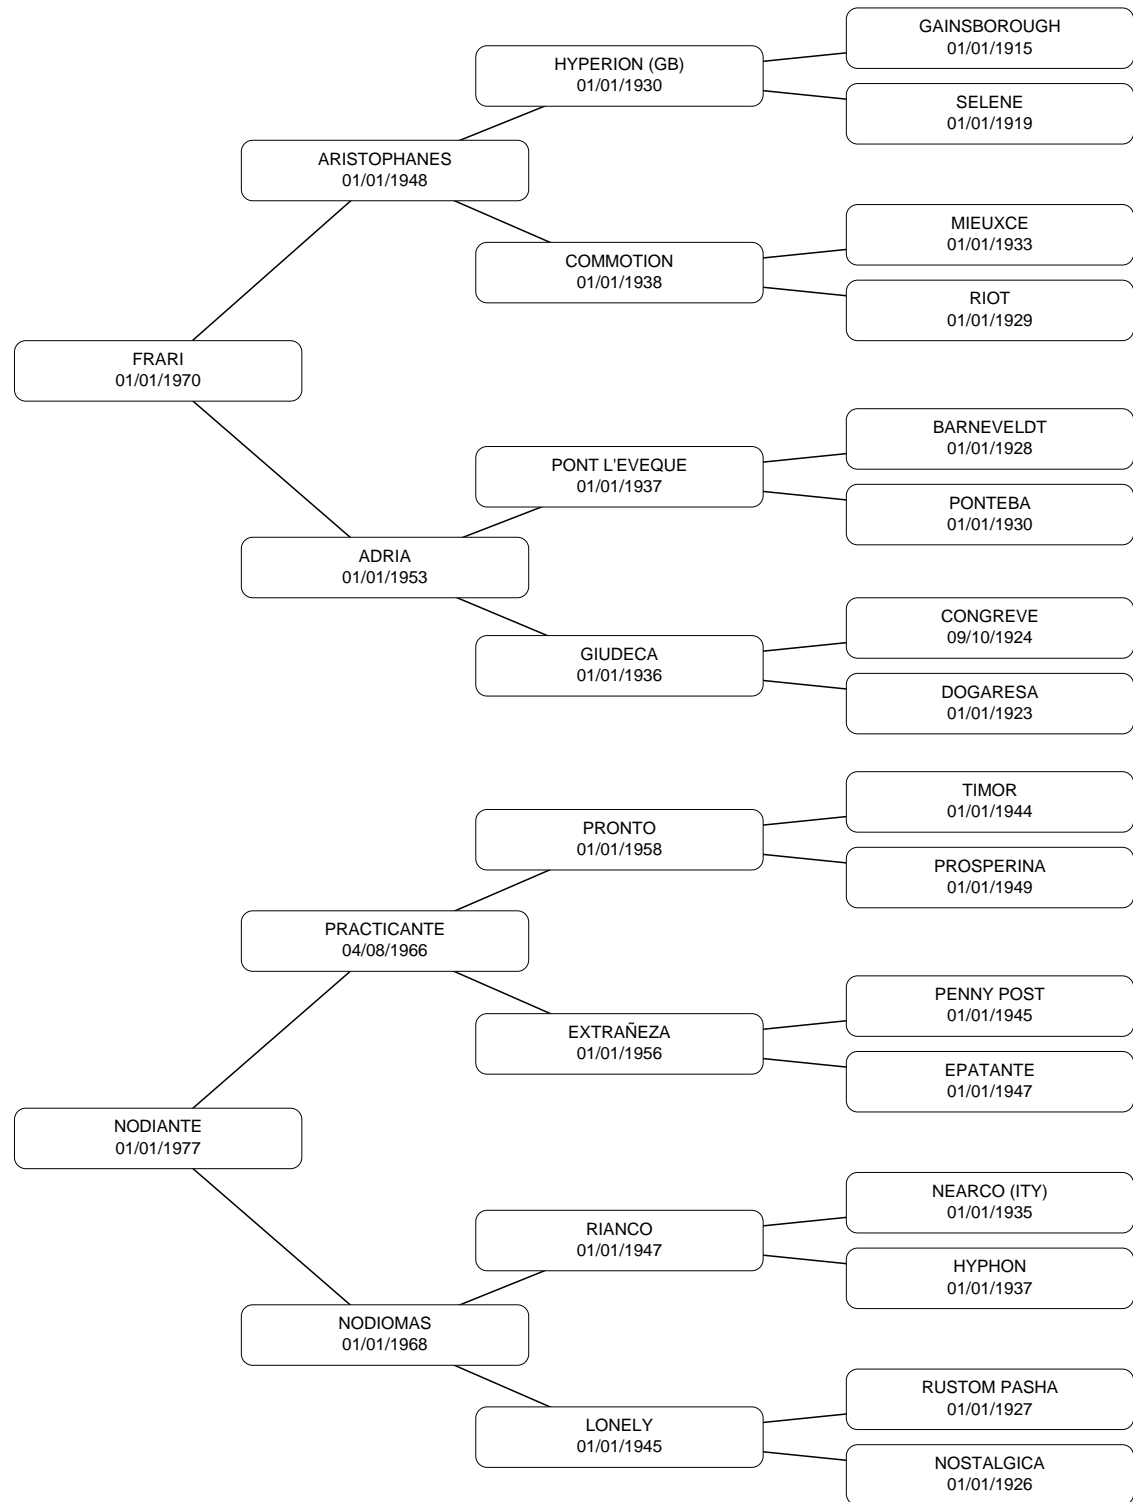 GAINSBOROUGH
01/01/1915
HYPERION (GB)
01/01/1930
SELENE
01/01/1919
ARISTOPHANES
01/01/1948
MIEUXCE
01/01/1933
COMMOTION
01/01/1938
RIOT
01/01/1929
FRARI
01/01/1970
BARNEVELDT
01/01/1928
PONT L'EVEQUE
01/01/1937
PONTEBA
01/01/1930
ADRIA
01/01/1953
CONGREVE
09/10/1924
GIUDECA
01/01/1936
DOGARESA
01/01/1923
TIMOR
01/01/1944
PRONTO
01/01/1958
PROSPERINA
01/01/1949
PRACTICANTE
04/08/1966
PENNY POST
01/01/1945
EXTRAÑEZA
01/01/1956
EPATANTE
01/01/1947
NODIANTE
01/01/1977
NEARCO (ITY)
01/01/1935
RIANCO
01/01/1947
HYPHON
01/01/1937
NODIOMAS
01/01/1968
RUSTOM PASHA
01/01/1927
LONELY
01/01/1945
NOSTALGICA
01/01/1926